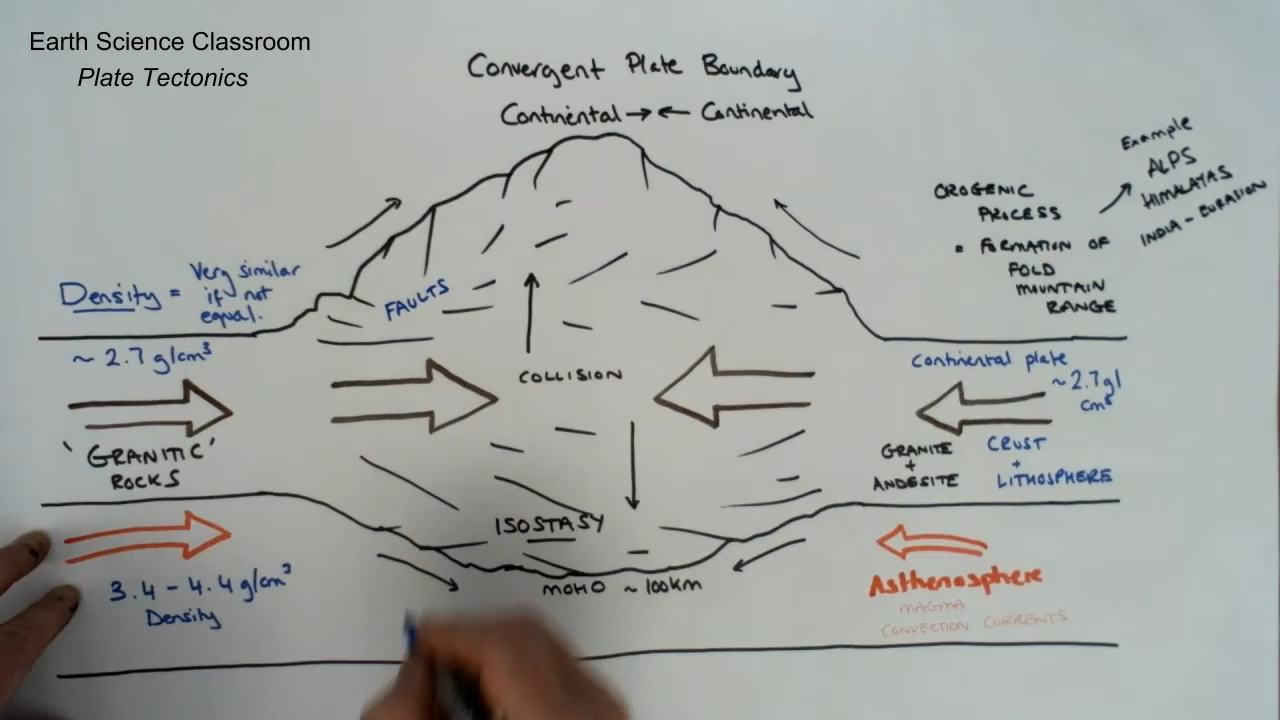 Earth Science Classroom
Plate Tectonics
Convergent Plate Boundary
Continental → ← Continental
Example
ALPS
HIMALAYAS
INDIA - EURASION
OROGENIC
PROCESS
= FORMATION OF
FOLD
MOUNTAIN
RANGE
Density = Very similar
if not
equal.
~ 2.7 g/cm³
FAULTS
COLLISION
Continental plate
~ 2.7 g/
cm³
'GRANITIC'
ROCKS
GRANITE
+
ANDESITE
CRUST
+
LITHOSPHERE
ISOSTASY
MOHO ~ 100km
3.4 - 4.4 g/cm³
Density
Asthenosphere
MAGMA
CONVECTION CURRENTS